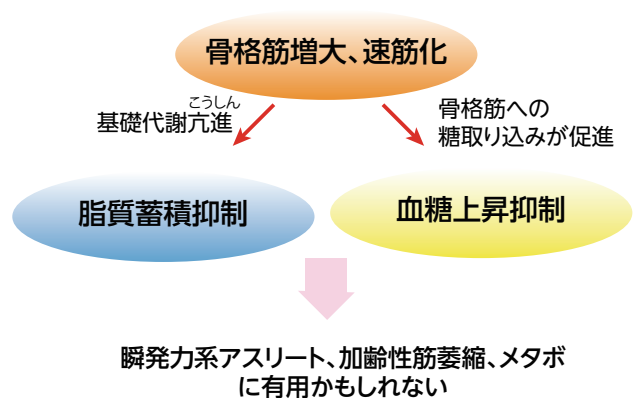 骨格筋増大、速筋化
こうしん
基礎代謝亢進
骨格筋への
糖取り込みが促進
脂質蓄積抑制
血糖上昇抑制
瞬発力系アスリート、加齢性筋萎縮、メタボ
に有用かもしれない